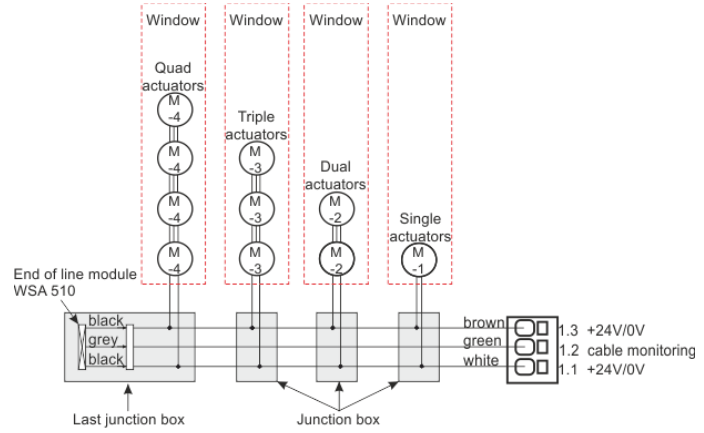 Window
Window
Window
Window
Quad
actuators
M
-4
M
-4
M
-4
M
-4
Triple
actuators
M
-3
M
-3
M
-3
Dual
actuators
M
-2
M
-2
Single
actuators
M
-1
End of line module
WSA 510
black
grey
black
brown
green
white
1.3 +24V/0V
1.2 cable monitoring
1.1 +24V/0V
Last junction box
Junction box